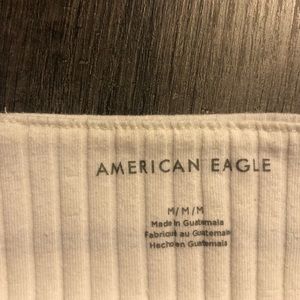 AMERICAN EAGLE
M/M/M
Made in Guatemala
Fabriqué au Guatemala
Hecho en Guatemala